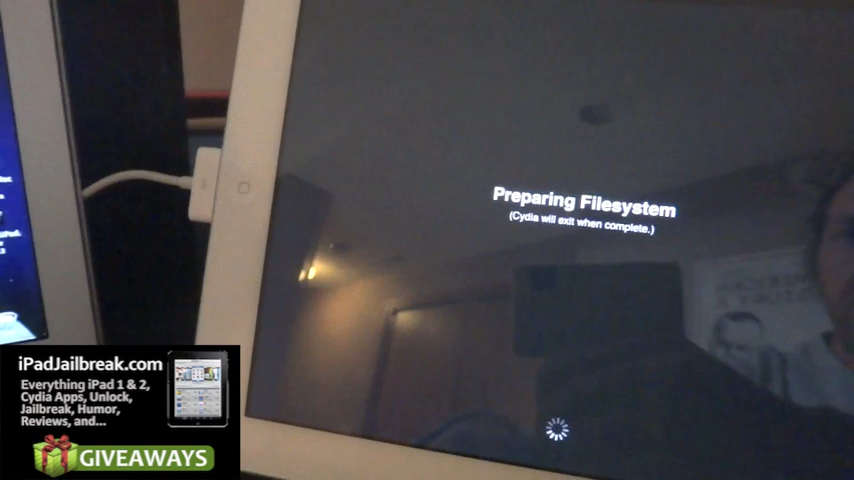 Preparing Filesystem
(Cydia will exit when complete.)
iPadJailbreak.com
Everything iPad 1 & 2,
Cydia Apps, Unlock,
Jailbreak, Humor,
Reviews, and...
GIVEAWAYS